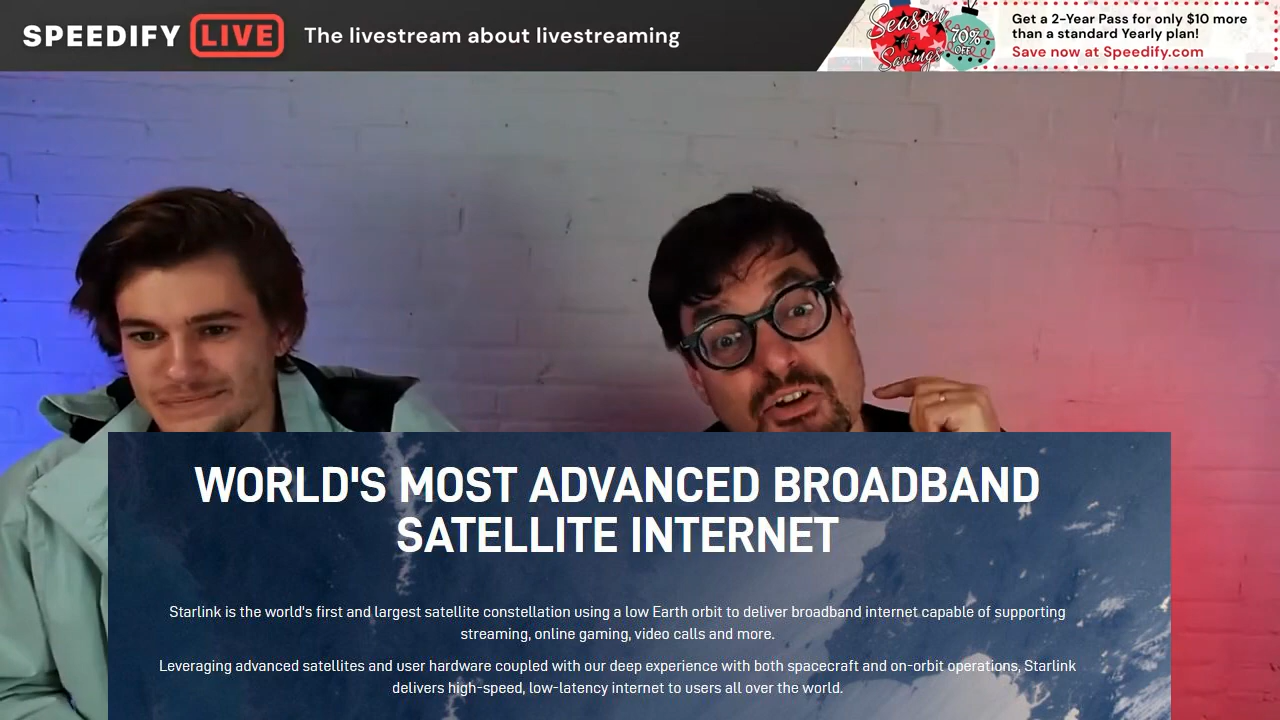 SPEEDIFY LIVE The livestream about livestreaming
Season of Savings
70% OFF
Get a 2-Year Pass for only $10 more
than a standard Yearly plan!
Save now at Speedify.com
WORLD'S MOST ADVANCED BROADBAND
SATELLITE INTERNET
Starlink is the world's first and largest satellite constellation using a low Earth orbit to deliver broadband internet capable of supporting
streaming, online gaming, video calls and more.
Leveraging advanced satellites and user hardware coupled with our deep experience with both spacecraft and on-orbit operations, Starlink
delivers high-speed, low-latency internet to users all over the world.